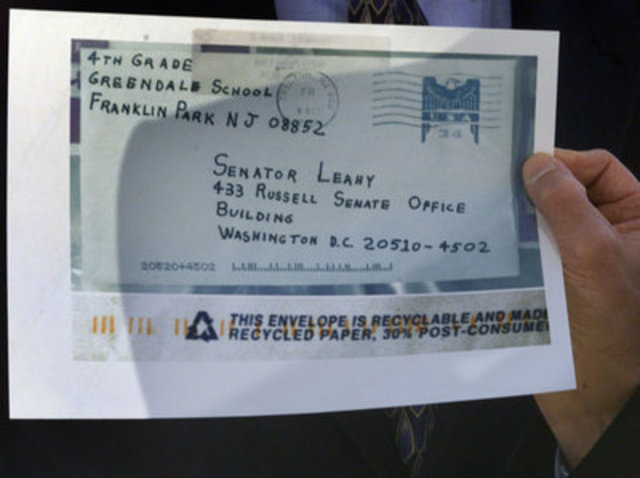 4TH GRADE
GREENDALE SCHOOL
FRANKLIN PARK NJ 08852
USA
34
SENATOR LEAHY
433 RUSSELL SENATE OFFICE
BUILDING
WASHINGTON D.C. 20510-4502
20520+4502
THIS ENVELOPE IS RECYCLABLE AND MADE
RECYCLED PAPER, 30% POST-CONSUME